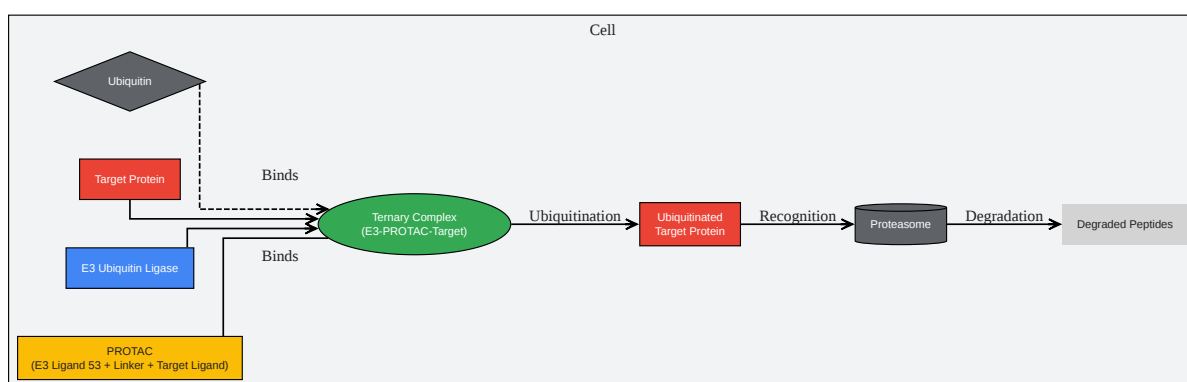 Cell
Ubiquitin
Binds
Target Protein
Ternary Complex
(E3-PROTAC-Target)
Ubiquitination
Ubiquitinated
Target Protein
Recognition
Proteasome
Degradation
Degraded Peptides
Binds
E3 Ubiquitin Ligase
PROTAC
(E3 Ligand 53 + Linker + Target Ligand)